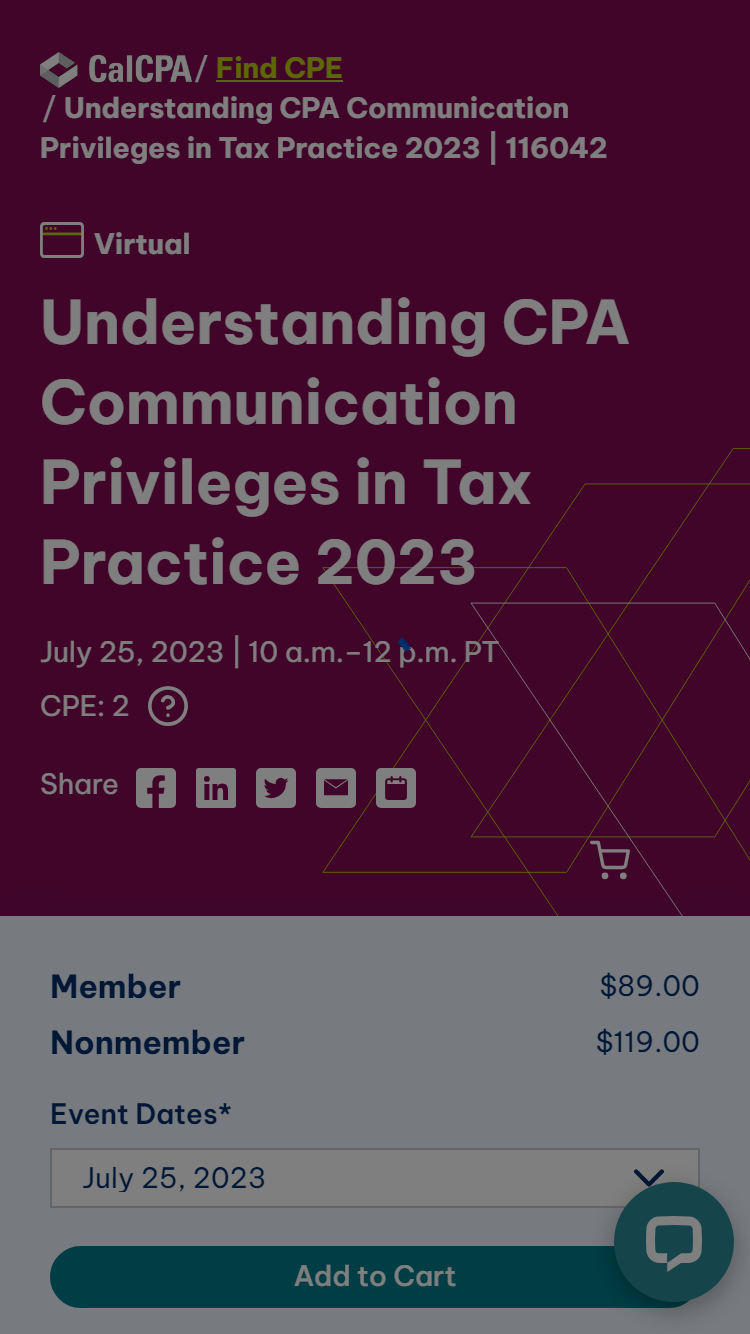 CalCPA / Find CPE
/ Understanding CPA Communication
Privileges in Tax Practice 2023 | 116042
Virtual
Understanding CPA
Communication
Privileges in Tax
Practice 2023
July 25, 2023 | 10 a.m.–12 p.m. PT
CPE: 2 ?
Share
Member $89.00
Nonmember $119.00
Event Dates*
July 25, 2023
Add to Cart